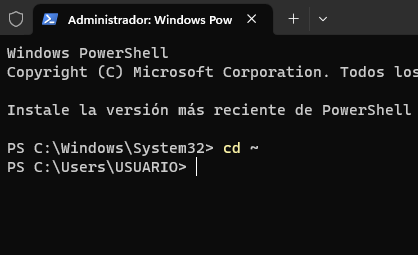 Administrador: Windows Pow
Windows PowerShell
Copyright (C) Microsoft Corporation. Todos los
Instale la versión más reciente de PowerShell
PS C:\Windows\System32> cd ~
PS C:\Users\USUARIO>